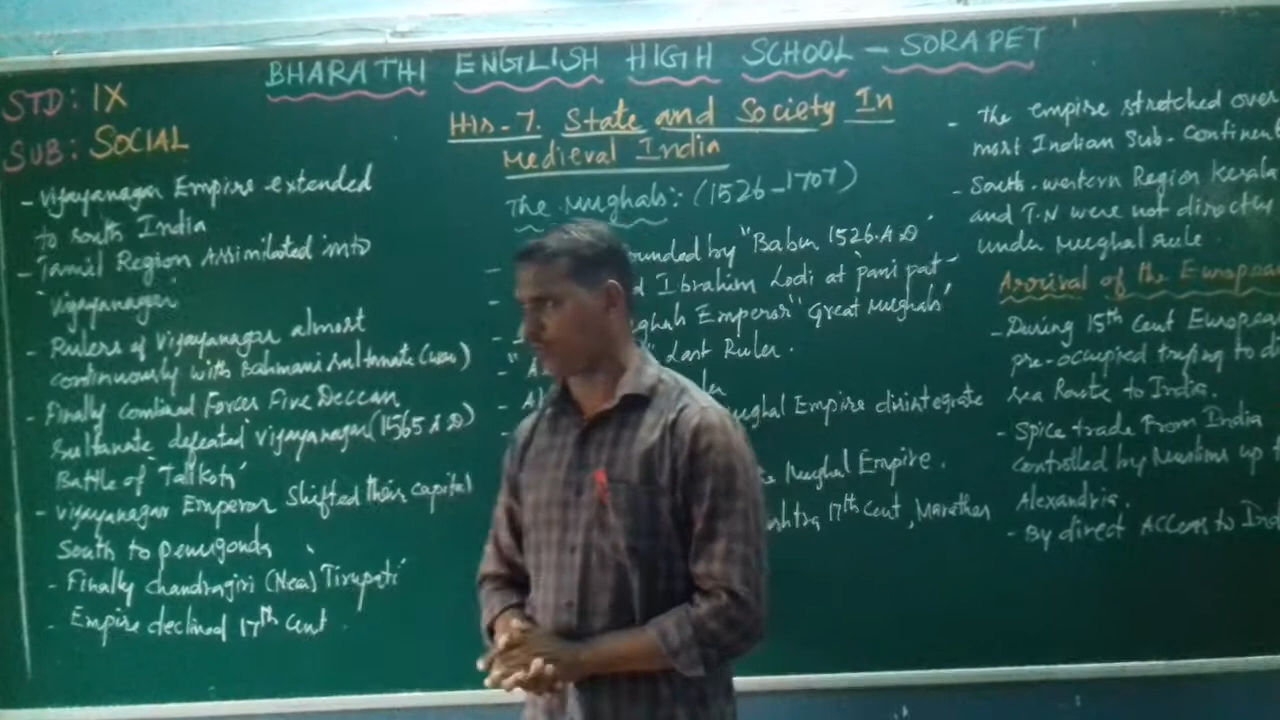 BHARATHI ENGLISH HIGH SCHOOL - SORAPET
STD: IX
SUB: SOCIAL
- Vijayanagar Empire extended
to south India
- Tamil Region Assimilated into
"Vijayanagar"
- Rulers of Vijayanagar almost
continuously with Bahmani Sultanate (war)
- Finally combined Forces Five Deccan
Sultanate defeated Vijayanagar (1565 A.D)
Battle of "Talikota"
- Vijayanagar Emperor Shifted their capital
South to penugonda
- Finally chandragiri (Near) Tirupati
- Empire declined 17th cent.
His - 7. State and Society In
Medieval India
The Mughals: (1526-1707)
ounded by "Babur 1526.A.D
Ibrahim Lodi at "panipat"
Emperor "Great Mughals"
Last Ruler.
ughal Empire disintegrate
Mughal Empire.
17th cent, Marathas
- The empire stretched over
most Indian Sub-Continen
- South-western Region Kerala
and T.N were not directly
under Mughal rule.
Arrival of the European
- During 15th Cent Europea
pre-occupied trying to di
sea Route to India.
- Spice trade From India
controlled by Muslims up t
Alexandria.
- By direct Access to Ind